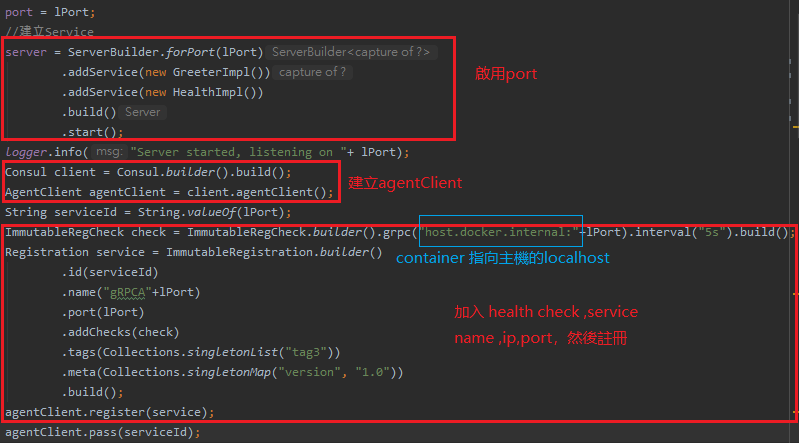 port = lPort;
//建立Service
server = ServerBuilder.forPort(lPort) ServerBuilder<capture of ?>
.addService(new GreeterImpl()) capture of ?
.addService(new HealthImpl())
.build() Server
.start();
啟用port
logger.info( msg: "Server started, listening on "+ lPort);
Consul client = Consul.builder().build();
AgentClient agentClient = client.agentClient();
建立agentClient
String serviceId = String.valueOf(lPort);
ImmutableRegCheck check = ImmutableRegCheck.builder().grpc("host.docker.internal:"+lPort).interval("5s").build();
Registration service = ImmutableRegistration.builder()
container 指向主機的localhost
.id(serviceId)
.name("gRPCA"+lPort)
.port(lPort)
.addChecks(check)
.tags(Collections.singletonList("tag3"))
.meta(Collections.singletonMap("version", "1.0"))
.build();
加入 health check ,service
name ,ip,port，然後註冊
agentClient.register(service);
agentClient.pass(serviceId);